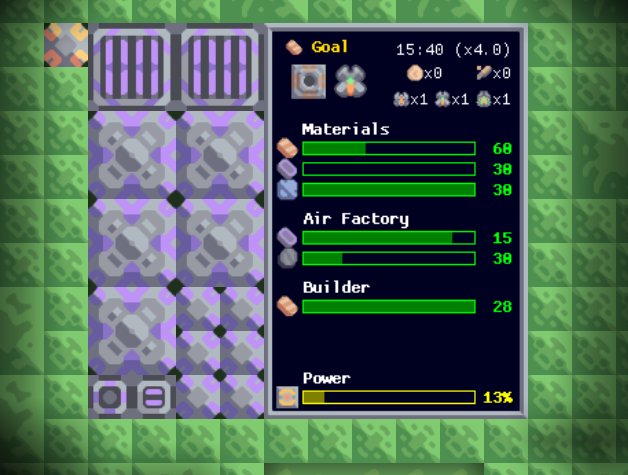 Goal
15:40 (x4.0)
x0 x0
x1 x1 x1
Materials
60
30
30
Air Factory
15
30
Builder
28
Power
13%